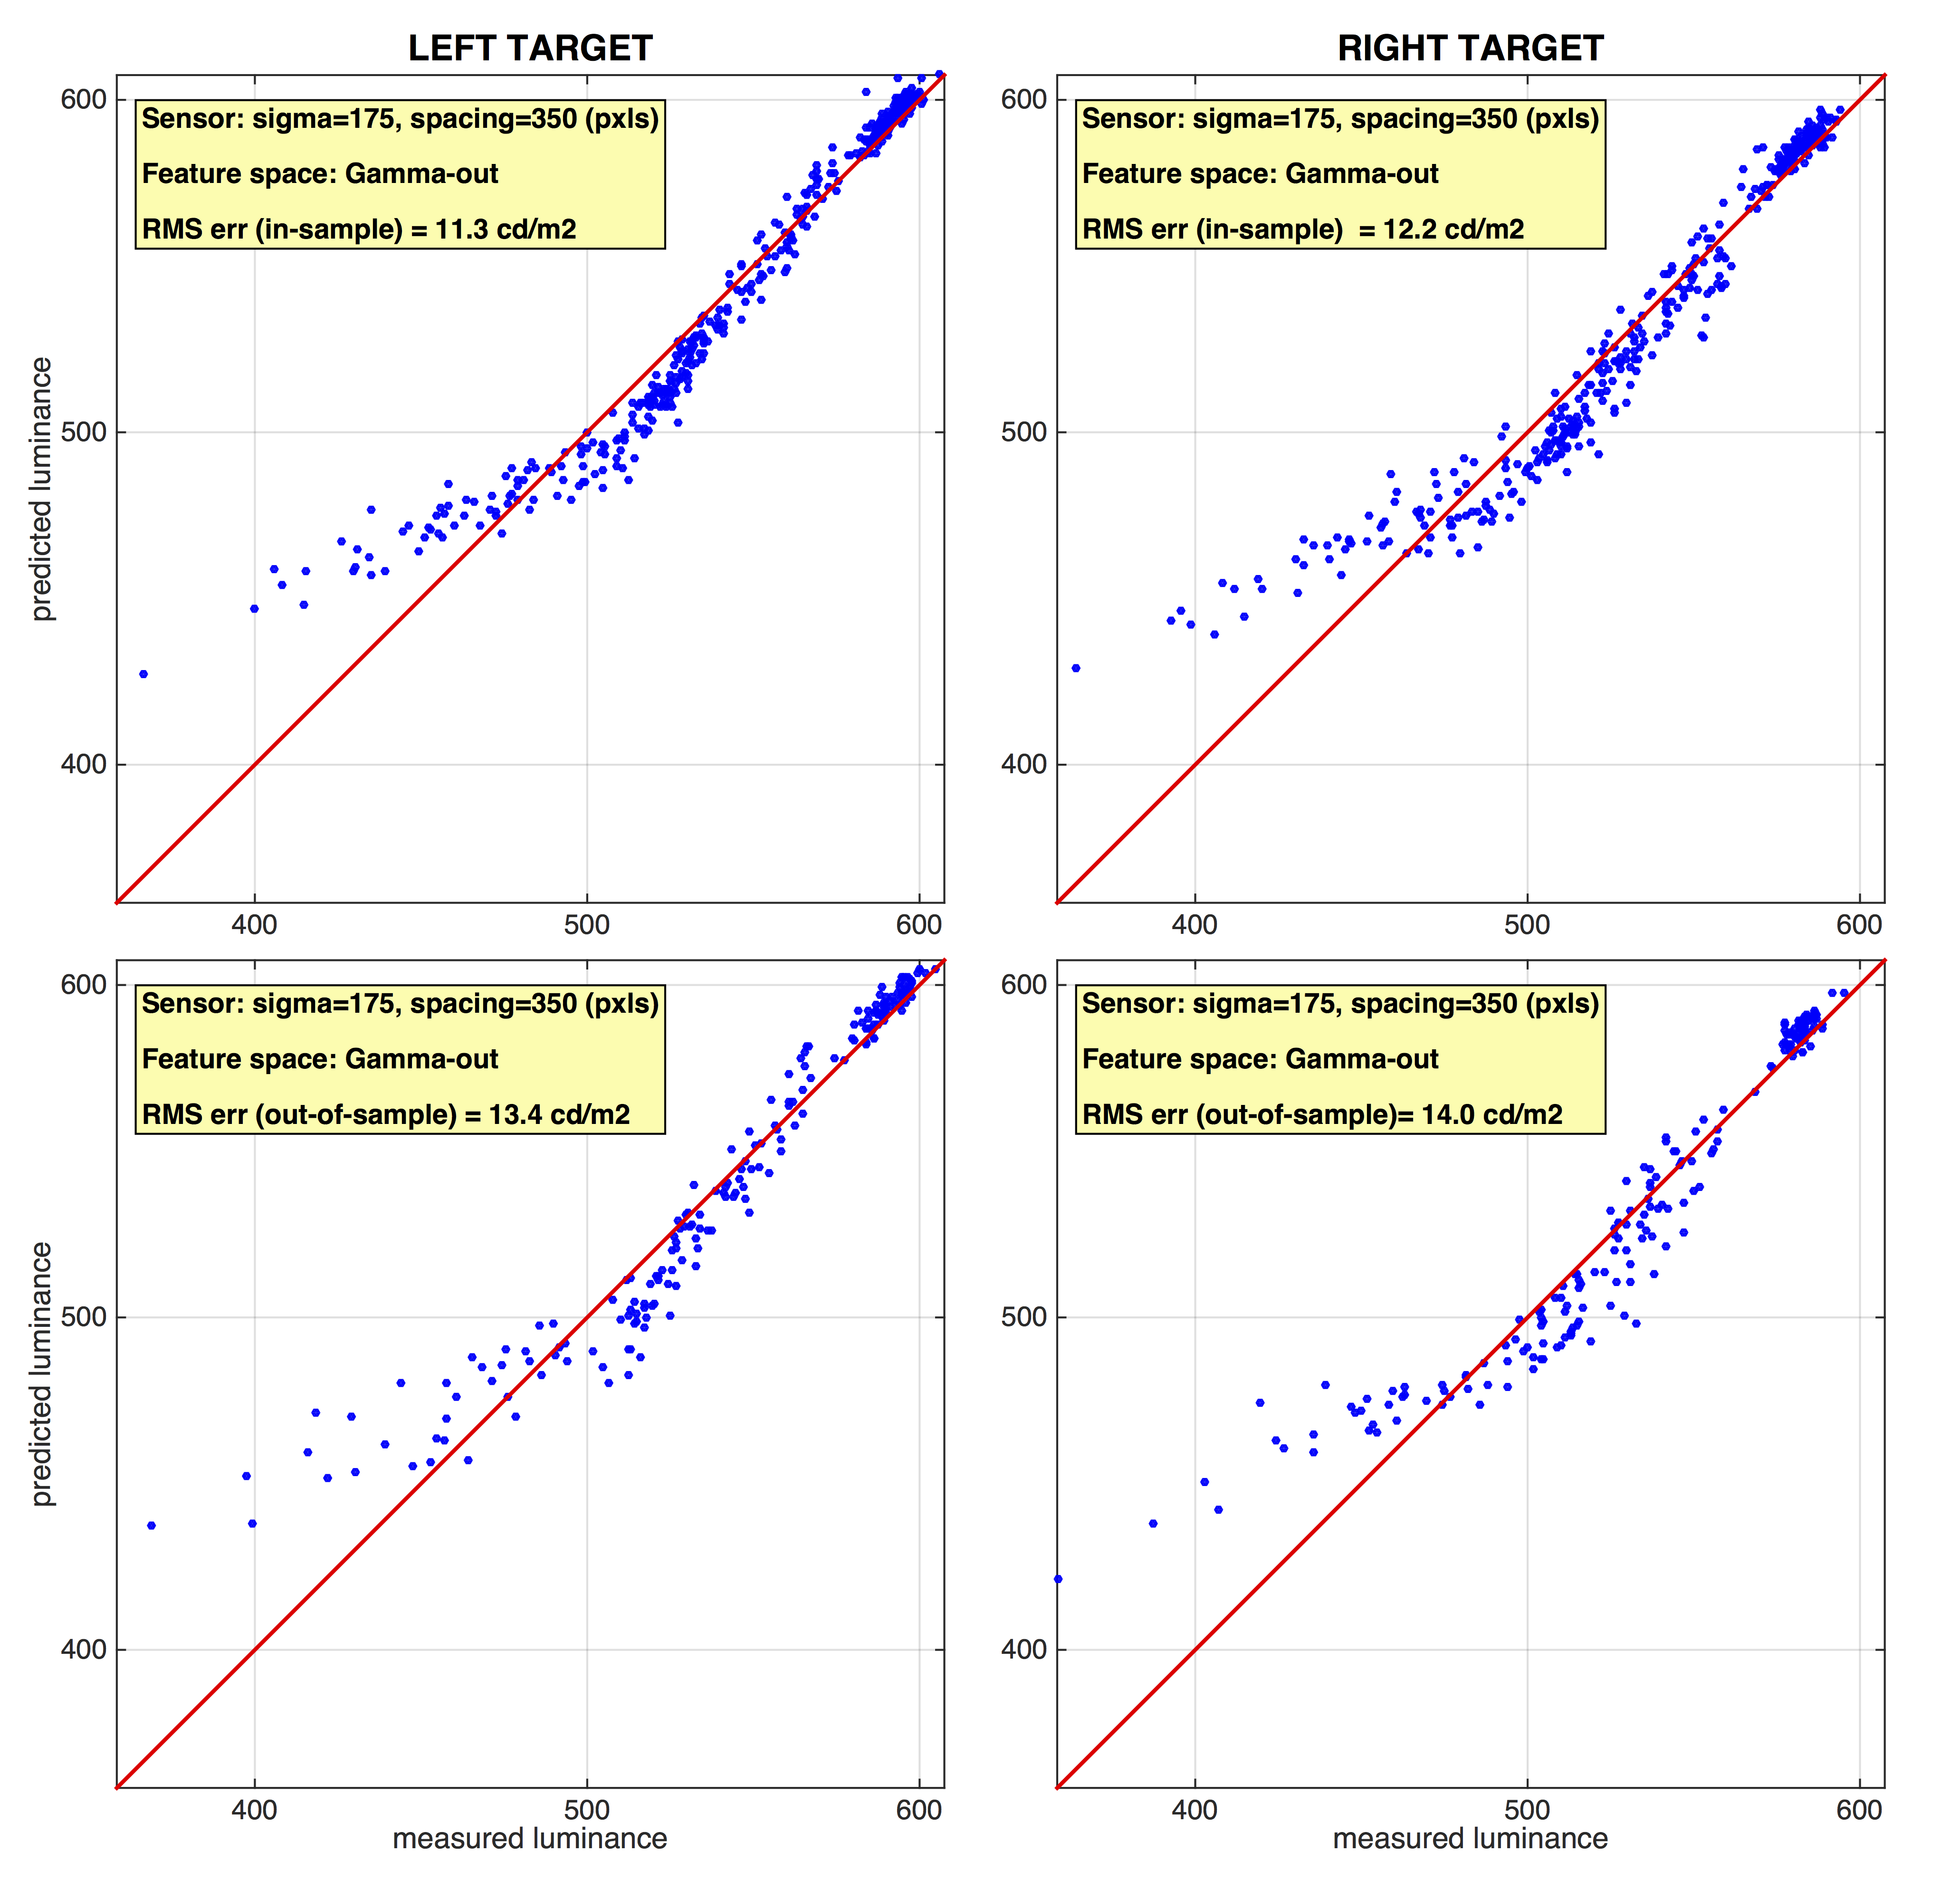 LEFT TARGET
RIGHT TARGET
600
Sensor: sigma=175, spacing=350 (pxls)
Feature space: Gamma-out
RMS err (in-sample) = 11.3 cd/m2
500
400
predicted luminance
400 500 600
600
Sensor: sigma=175, spacing=350 (pxls)
Feature space: Gamma-out
RMS err (in-sample)  = 12.2 cd/m2
500
400
400 500 600
600
Sensor: sigma=175, spacing=350 (pxls)
Feature space: Gamma-out
RMS err (out-of-sample) = 13.4 cd/m2
500
400
predicted luminance
400 500 600
measured luminance
600
Sensor: sigma=175, spacing=350 (pxls)
Feature space: Gamma-out
RMS err (out-of-sample)= 14.0 cd/m2
500
400
400 500 600
measured luminance